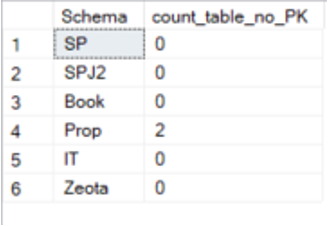 Schema count_table_no_PK
1 SP 0
2 SPJ2 0
3 Book 0
4 Prop 2
5 IT 0
6 Zeota 0